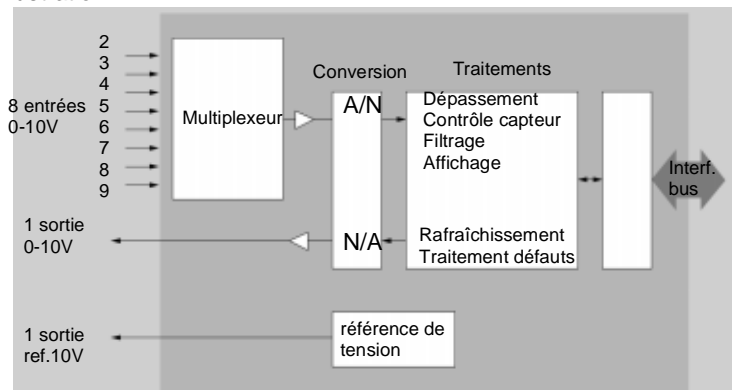 2
3
4
5
6
7
8
9
8 entrées
0-10V
Multiplexeur
Conversion
A/N
Traitements
Dépassement
Contrôle capteur
Filtrage
Affichage
Interf.
bus
1 sortie
0-10V
N/A
Rafraîchissement
Traitement défauts
1 sortie
ref.10V
référence de
tension